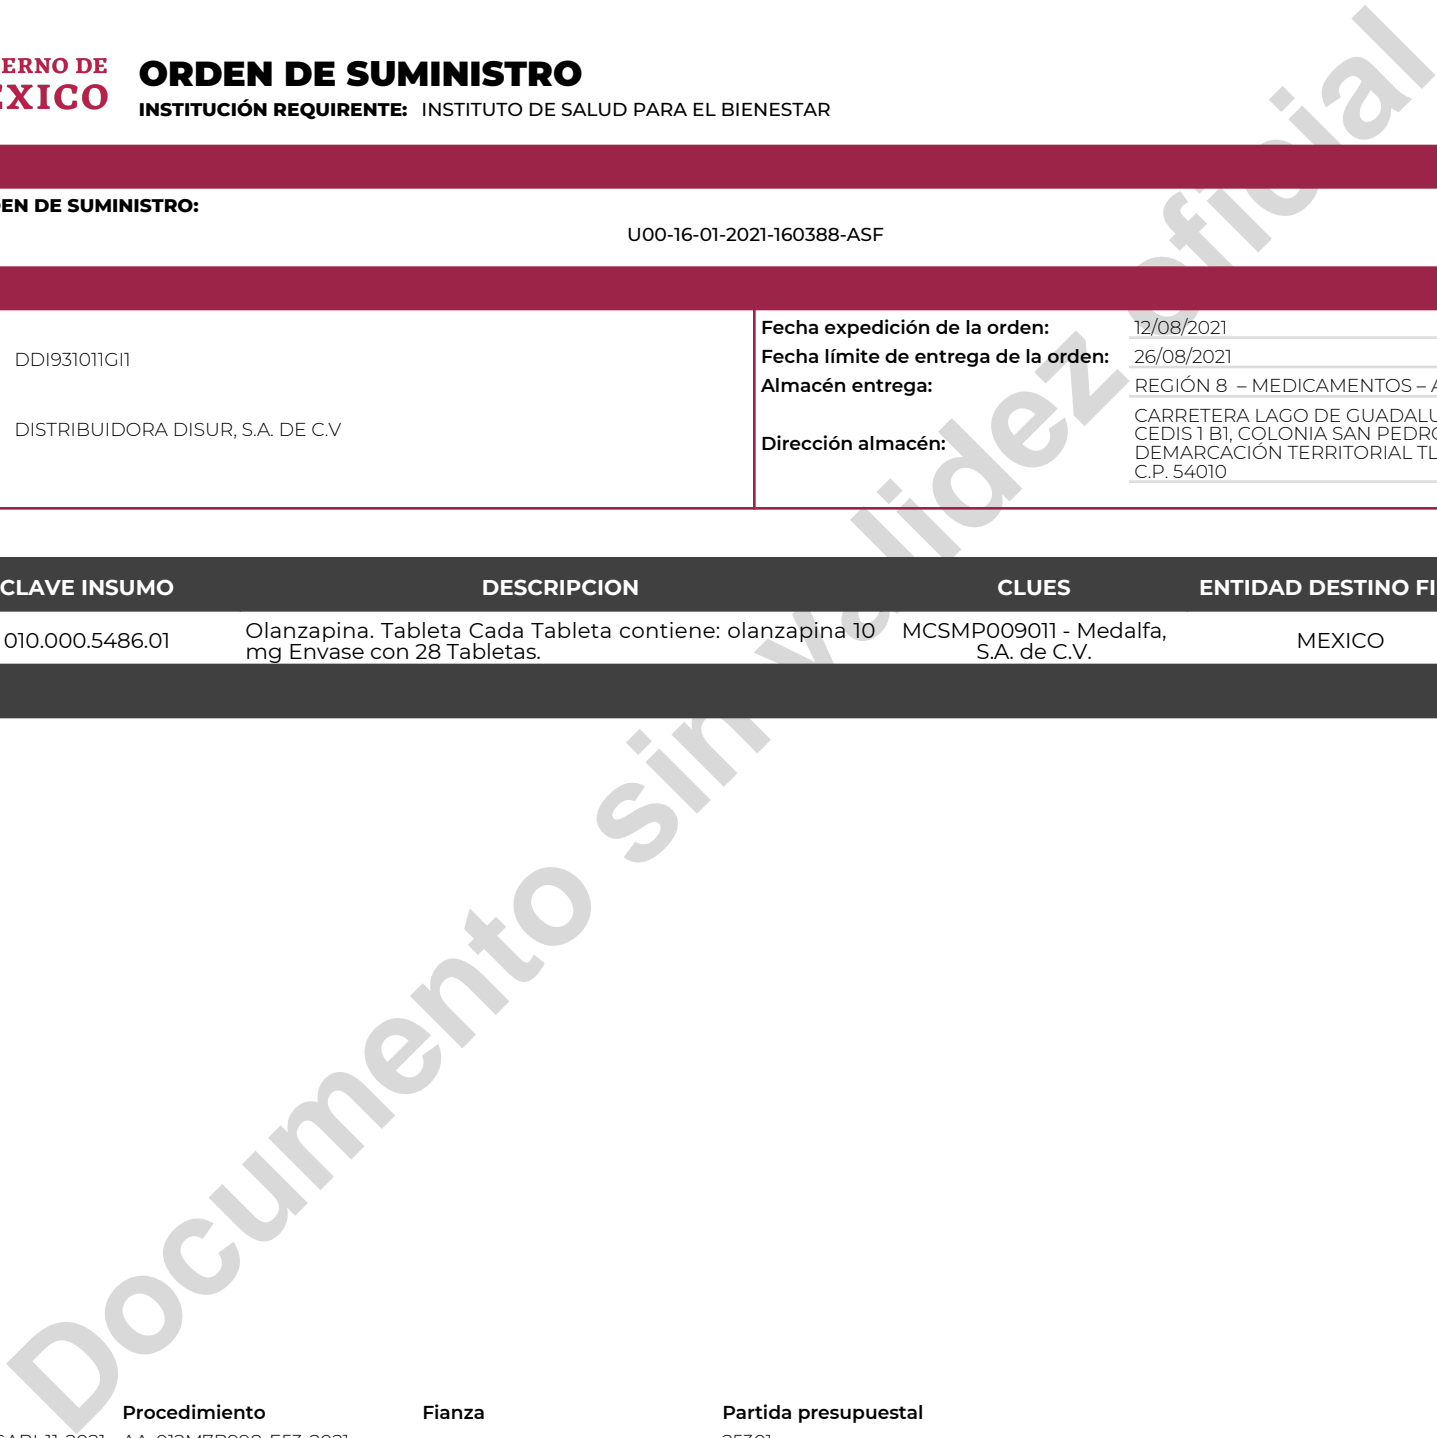 ERNO DE
ORDEN DE SUMINISTRO
INSTITUCIÓN REQUIRENTE: INSTITUTO DE SALUD PARA EL BIENESTAR
EN DE SUMINISTRO:
U00-16-01-2021-160388-ASF
DDI931011GI1
DISTRIBUIDORA DISUR, S.A. DE C.V
Fecha expedición de la orden: 12/08/2021
Fecha límite de entrega de la orden: 26/08/2021
Almacén entrega: REGIÓN 8 – MEDICAMENTOS –
Dirección almacén:
CARRETERA LAGO DE GUADALU
CEDIS 1 B1, COLONIA SAN PEDRO
DEMARCACIÓN TERRITORIAL TL
C.P. 54010
CLAVE INSUMO DESCRIPCION CLUES ENTIDAD DESTINO FI
010.000.5486.01
Olanzapina. Tableta Cada Tableta contiene: olanzapina 10
mg Envase con 28 Tabletas.
MCSMP009011 - Medalfa,
S.A. de C.V.
MEXICO
Documento sin validez oficial
Procedimiento Fianza Partida presupuestal